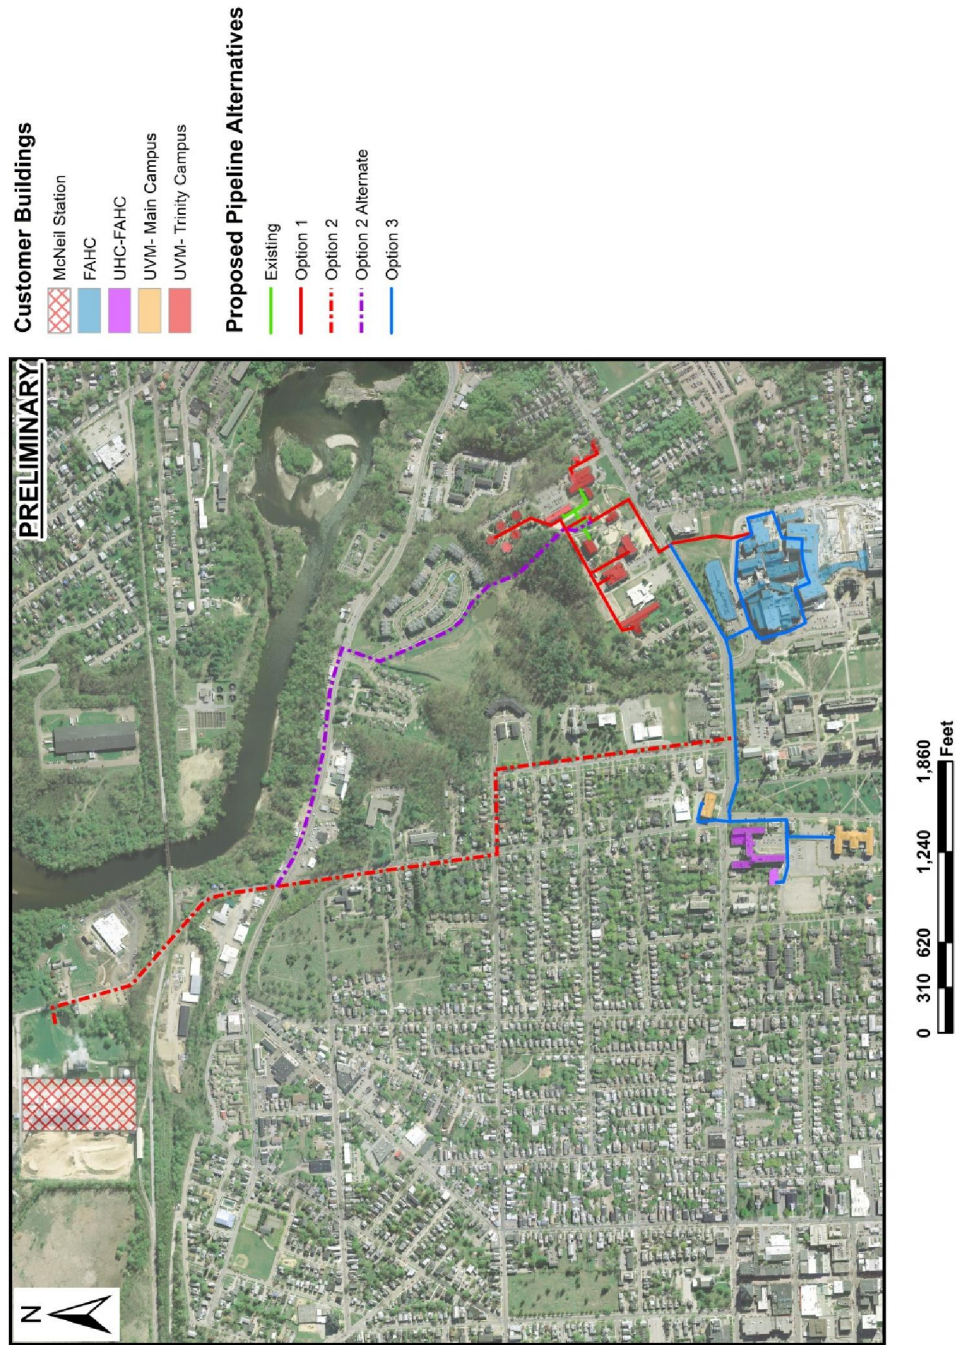 Customer Buildings
McNeil Station
FAHC
UHC-FAHC
UVM- Main Campus
UVM- Trinity Campus
Proposed Pipeline Alternatives
Existing
Option 1
Option 2
Option 2 Alternate
Option 3
PRELIMINARY
N
0 310 620 1,240 1,860
Feet